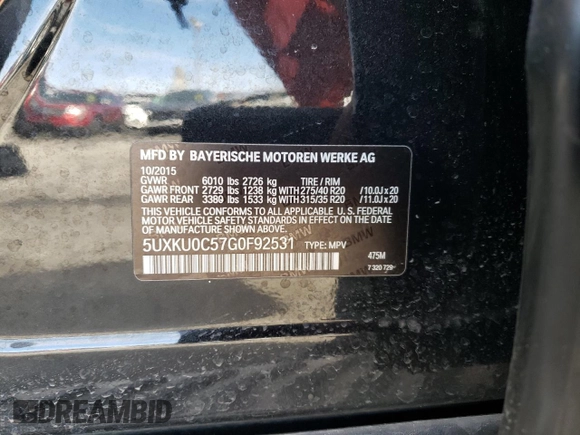 MFD BY BAYERISCHE MOTOREN WERKE AG
10/2015
GVWR 6010 lbs 2726 kg TIRE / RIM
GAWR FRONT 2729 lbs 1238 kg WITH 275/40 R20 /10.0J x 20
GAWR REAR 3380 lbs 1533 kg WITH 315/35 R20 /11.0J x 20
THIS VEHICLE CONFORMS TO ALL APPLICABLE U. S. FEDERAL
MOTOR VEHICLE SAFETY STANDARDS IN EFFECT ON THE
DATE OF MANUFACTURE SHOWN ABOVE.
5UXKU0C57G0F92531 TYPE: MPV
475M
7 320 729
DREAMBID